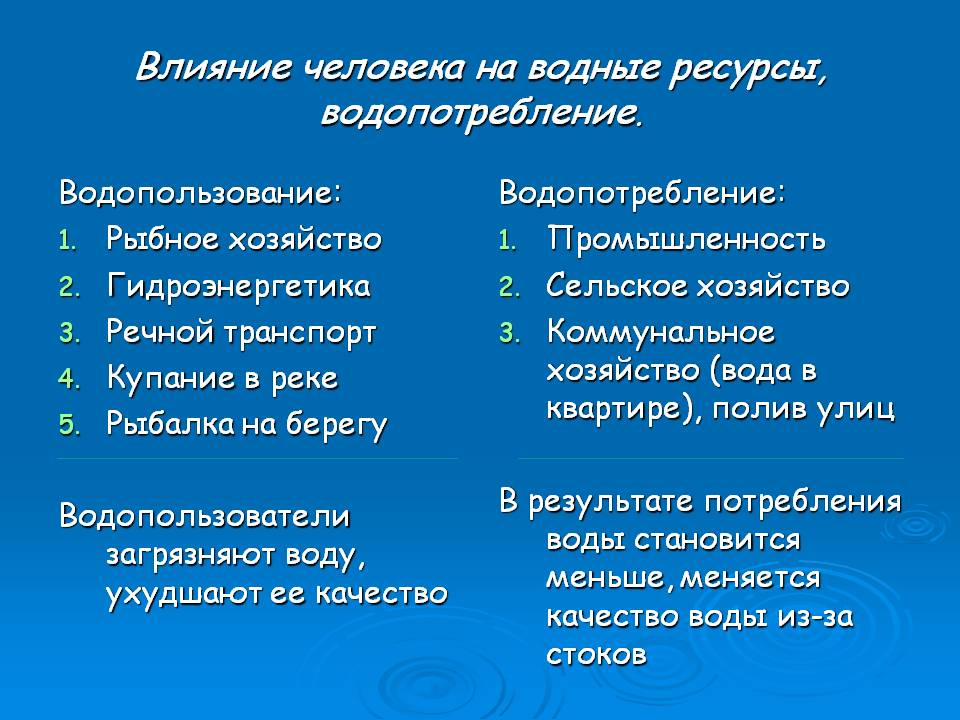 Влияние человека на водные ресурсы,
водопотребление.
Водопользование:
1. Рыбное хозяйство
2. Гидроэнергетика
3. Речной транспорт
4. Купание в реке
5. Рыбалка на берегу
Водопользователи
загрязняют воду,
ухудшают ее качество
Водопотребление:
1. Промышленность
2. Сельское хозяйство
3. Коммунальное
хозяйство (вода в
квартире), полив улиц
В результате потребления
воды становится
меньше, меняется
качество воды из-за
стоков